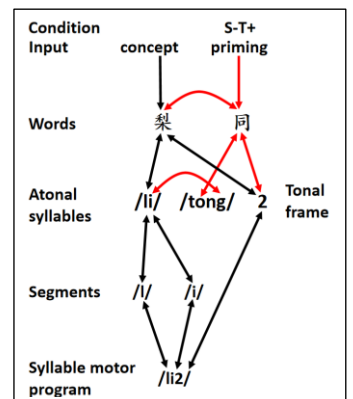 Condition S-T+
Input concept priming
Words 梨 同
Atonal /li/ /tong/ 2 Tonal
syllables frame
Segments /l/ /i/
Syllable motor
program /li2/